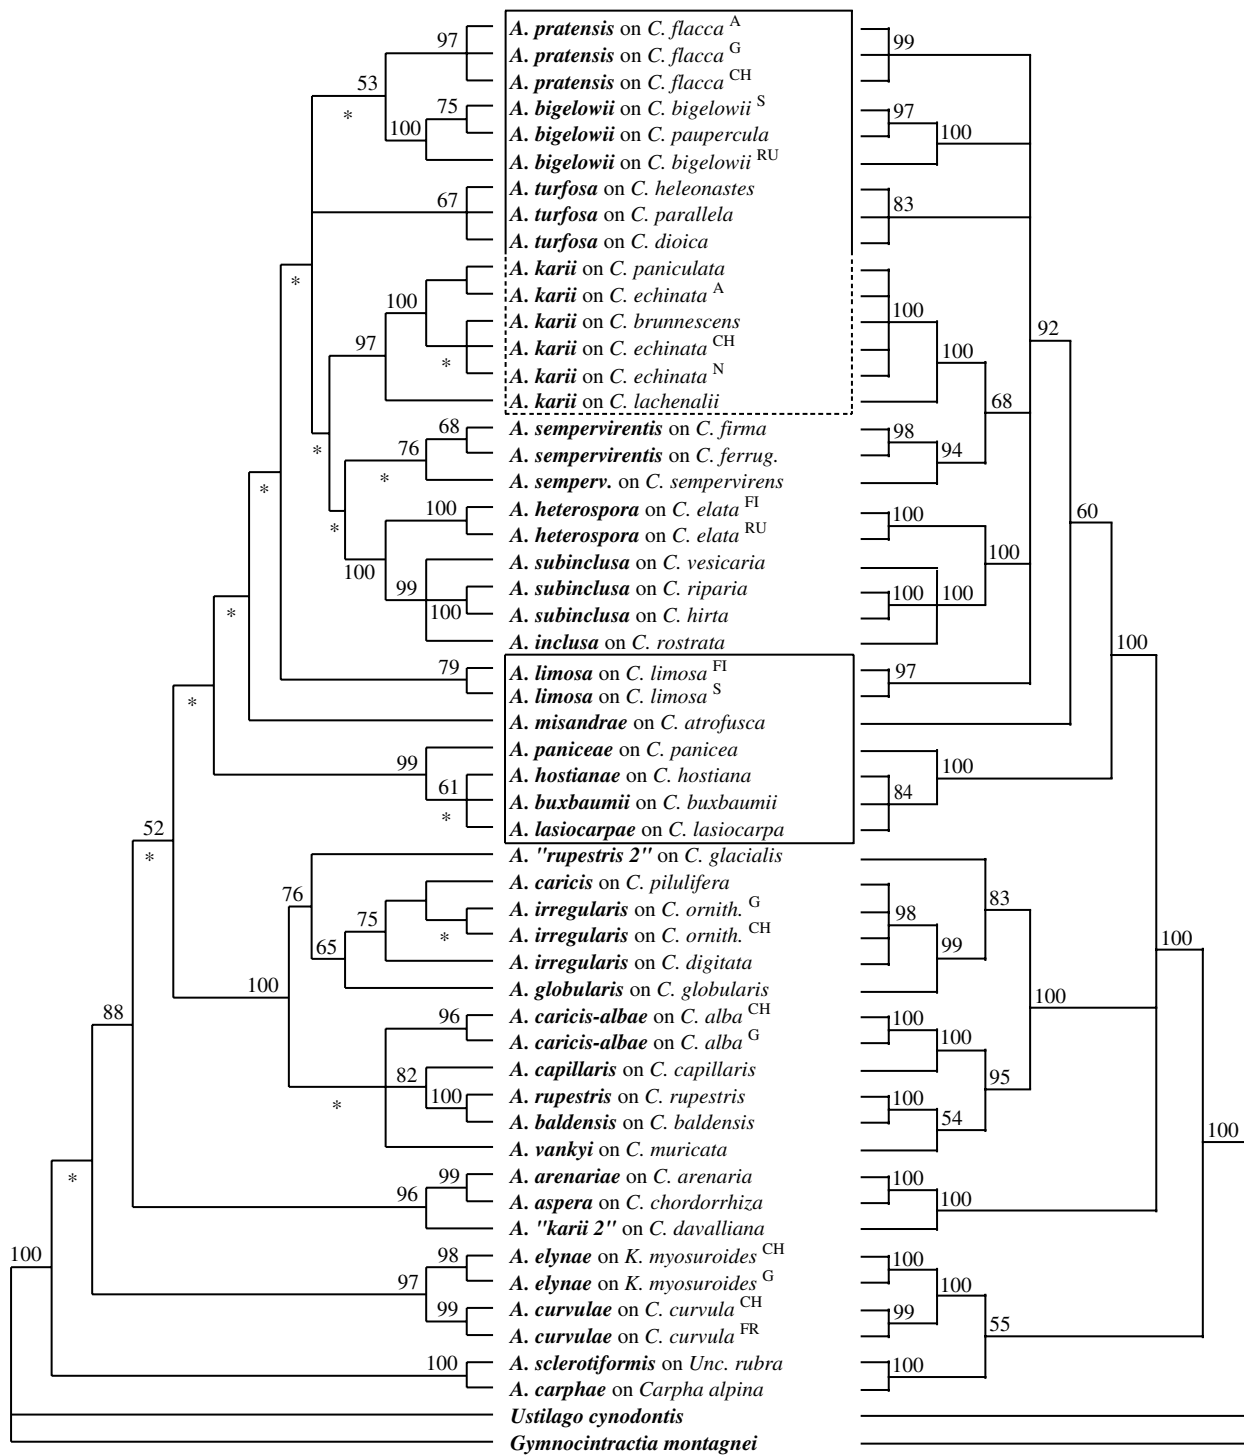 A. pratensis on C. flacca A
97 99
A. pratensis on C. flacca G
53
A. pratensis on C. flacca CH
*
75 A. bigelowii on C. bigelowii S 97
100 A. bigelowii on C. paupercula 100
A. bigelowii on C. bigelowii RU
A. turfosa on C. heleonastes
67 A. turfosa on C. parallela 83
A. turfosa on C. dioica
* A. karii on C. paniculata
100 A. karii on C. echinata A
A. karii on C. brunnescens 100
97 A. karii on C. echinata CH 100 92
* A. karii on C. echinata N
A. karii on C. lachenalii 68
68 A. sempervirentis on C. firma 98
* 76 A. sempervirentis on C. ferrug. 94
* * A. semperv. on C. sempervirens
100 A. heterospora on C. elata FI 100 60
* A. heterospora on C. elata RU
100 A. subinclusa on C. vesicaria 100
99 A. subinclusa on C. riparia 100 100
* 100 A. subinclusa on C. hirta
A. inclusa on C. rostrata 100
79 A. limosa on C. limosa FI 97
* A. limosa on C. limosa S
A. misandrae on C. atrofusca
99 A. paniceae on C. panicea 100
61 A. hostianae on C. hostiana 84
* A. buxbaumii on C. buxbaumii
52 A. lasiocarpae on C. lasiocarpa
* A. "rupestris 2" on C. glacialis
76 A. caricis on C. pilulifera 83
75 A. irregularis on C. ornith. G 98
65 * A. irregularis on C. ornith. CH 99 100
A. irregularis on C. digitata
100 A. globularis on C. globularis 100
88 96 A. caricis-albae on C. alba CH 100
A. caricis-albae on C. alba G 100
82 A. capillaris on C. capillaris 95
* 100 A. rupestris on C. rupestris 100
A. baldensis on C. baldensis 54 100
A. vankyi on C. muricata
* 99 A. arenariae on C. arenaria 100
96 A. aspera on C. chordorrhiza 100
A. "karii 2" on C. davalliana
100 98 A. elynae on K. myosuroides CH 100
97 A. elynae on K. myosuroides G 100
99 A. curvulae on C. curvula CH 99
A. curvulae on C. curvula FR 55
100 A. sclerotiformis on Unc. rubra 100
A. carphae on Carpha alpina
Ustilago cynodontis
Gymnocintractia montagnei